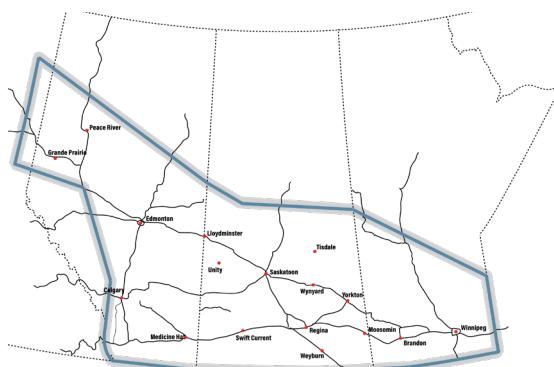 Peace River
Grande Prairie
Edmonton
Lloydminster
Tisdale
Unity
Saskatoon
Calgary
Wynyard
Yorkton
Medicine Ha
Swift Current
Regina
Moosomin
Winnipeg
Brandon
Weyburn